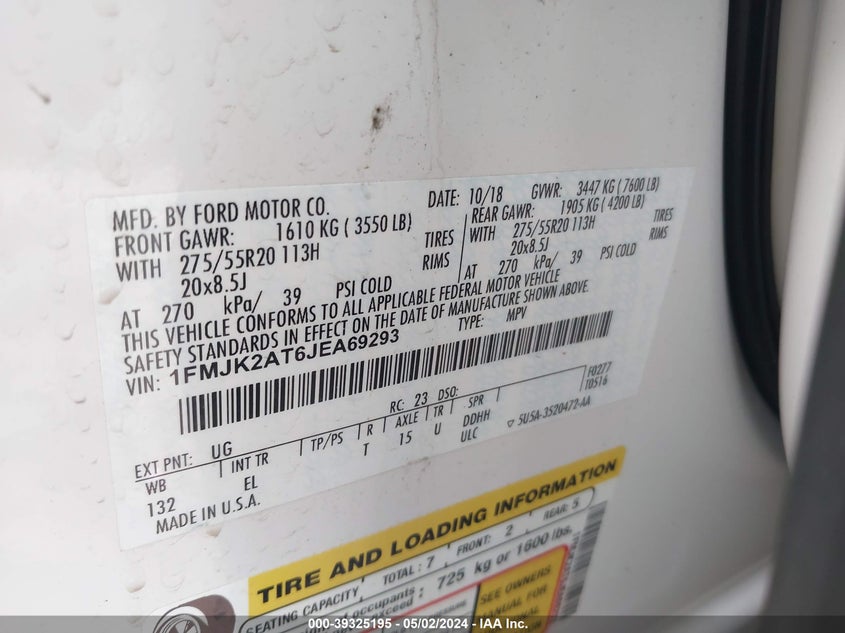 MFD. BY FORD MOTOR CO.
DATE: 10/18 GVWR: 3447 KG ( 7600 LB)
FRONT GAWR: 1610 KG ( 3550 LB)
REAR GAWR: 1905 KG ( 4200 LB)
WITH 275/55R20 113H TIRES
WITH 275/55R20 113H TIRES
20x8.5J RIMS
20x8.5J RIMS
AT 270 kPa/ 39 PSI COLD
AT 270 kPa/ 39 PSI COLD
THIS VEHICLE CONFORMS TO ALL APPLICABLE FEDERAL MOTOR VEHICLE
SAFETY STANDARDS IN EFFECT ON THE DATE OF MANUFACTURE SHOWN ABOVE.
VIN: 1FMJK2AT6JEA69293
TYPE: MPV
F0277
T0516
RC: 23 DSO:
EXT PNT: UG
WB INT TR TP/PS R AXLE TR SPR
132 EL T 15 U DDHH
ULC
▽ 5U5A-3520472-AA
MADE IN U.S.A.
TIRE AND LOADING INFORMATION
SEATING CAPACITY TOTAL: 7 FRONT: 2 REAR: 5
occupants
exceed: 725 kg or 1600 lbs.
SEE OWNERS
MANUAL FOR
000-39325195 - 05/02/2024 - IAA Inc.